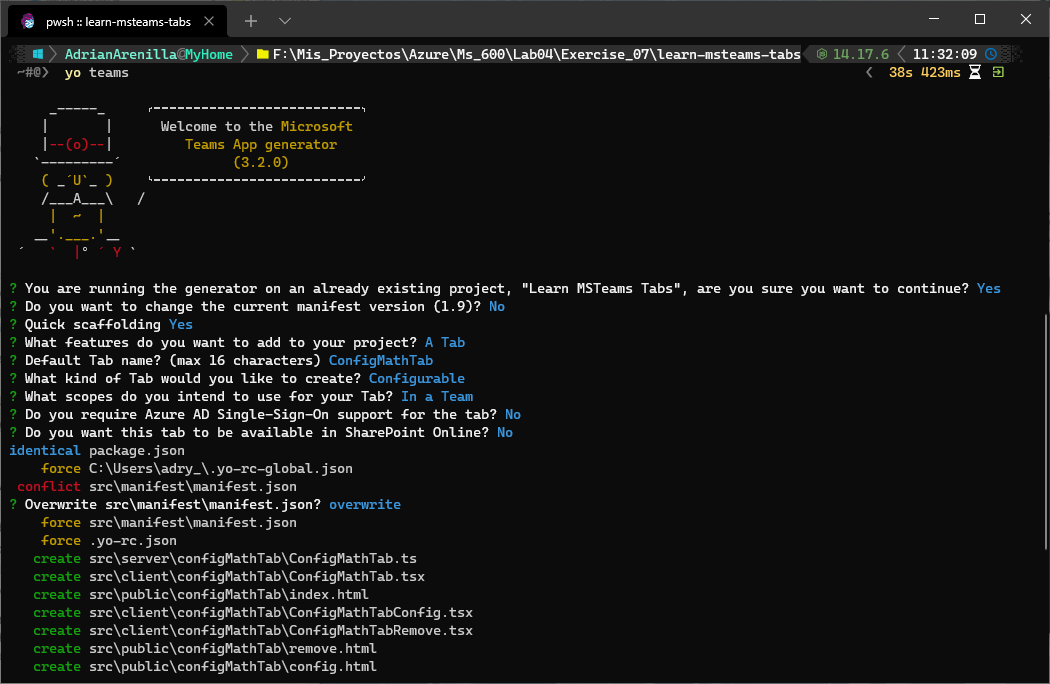 pwsh :: learn-msteams-tabs
AdrianArenilla@MyHome F:\Mis_Proyectos\Azure\Ms_600\Lab04\Exercise_07\learn-msteams-tabs 14.17.6 11:32:09
~#@❯ yo teams 38s 423ms
Welcome to the Microsoft
Teams App generator
(3.2.0)
--(o)--
( _´U`_ )
/___A___\ /
| ~ |
__'.___.'__
´ ` |° ´ Y `
? You are running the generator on an already existing project, "Learn MSTeams Tabs", are you sure you want to continue? Yes
? Do you want to change the current manifest version (1.9)? No
? Quick scaffolding Yes
? What features do you want to add to your project? A Tab
? Default Tab name? (max 16 characters) ConfigMathTab
? What kind of Tab would you like to create? Configurable
? What scopes do you intend to use for your Tab? In a Team
? Do you require Azure AD Single-Sign-On support for the tab? No
? Do you want this tab to be available in SharePoint Online? No
identical package.json
force C:\Users\adry_\.yo-rc-global.json
conflict src\manifest\manifest.json
? Overwrite src\manifest\manifest.json? overwrite
force src\manifest\manifest.json
force .yo-rc.json
create src\server\configMathTab\ConfigMathTab.ts
create src\client\configMathTab\ConfigMathTab.tsx
create src\public\configMathTab\index.html
create src\client\configMathTab\ConfigMathTabConfig.tsx
create src\client\configMathTab\ConfigMathTabRemove.tsx
create src\public\configMathTab\remove.html
create src\public\configMathTab\config.html